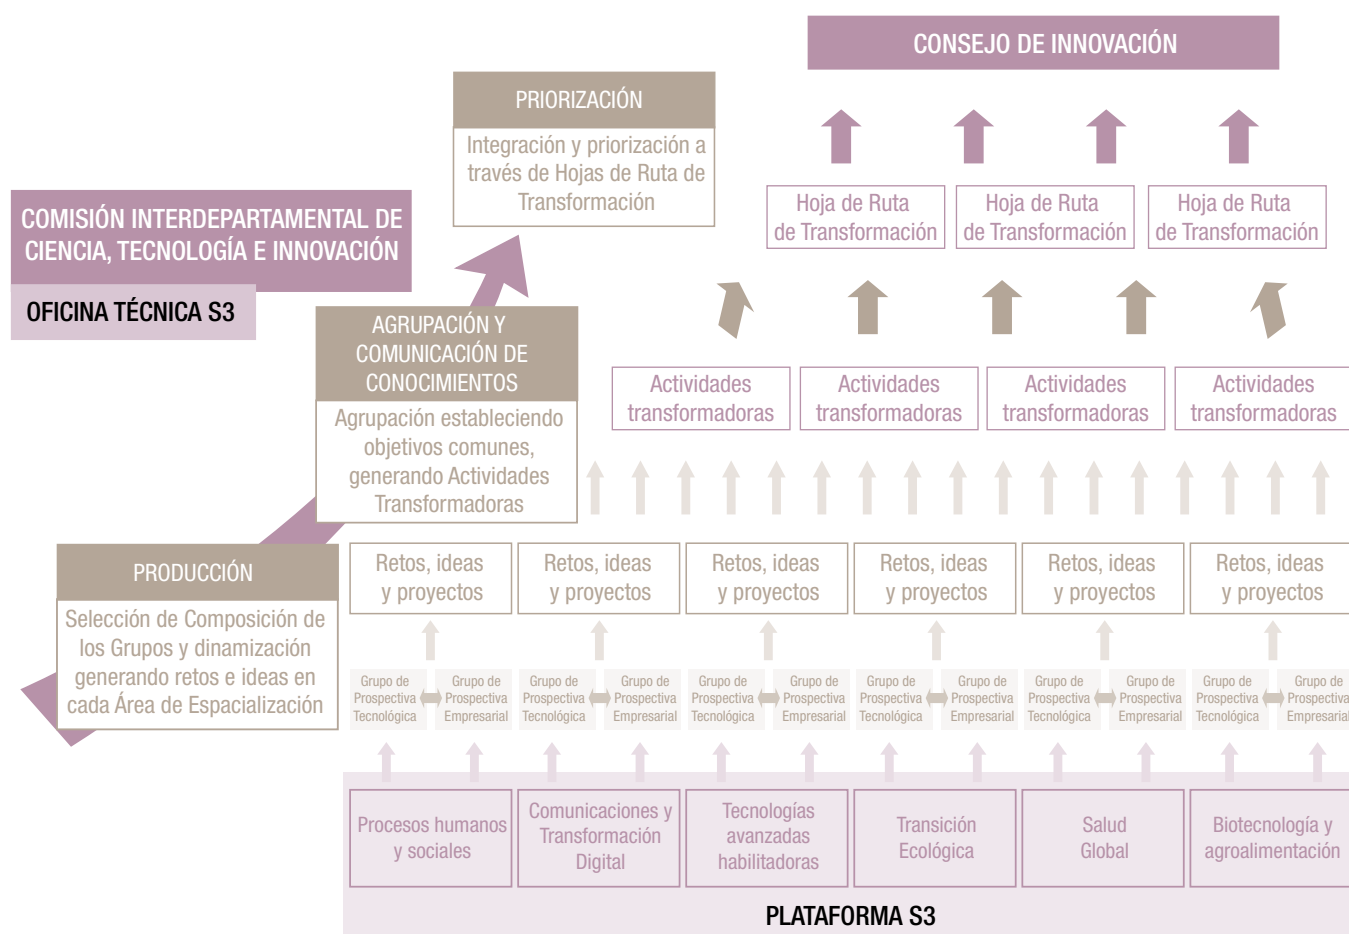 CONSEJO DE INNOVACIÓN
PRIORIZACIÓN
Integración y priorización a
través de Hojas de Ruta de
Transformación
COMISIÓN INTERDEPARTAMENTAL DE
CIENCIA, TECNOLOGÍA E INNOVACIÓN
OFICINA TÉCNICA S3
Hoja de Ruta
de Transformación
Hoja de Ruta
de Transformación
Hoja de Ruta
de Transformación
AGRUPACIÓN Y
COMUNICACIÓN DE
CONOCIMIENTOS
Agrupación estableciendo
objetivos comunes,
generando Actividades
Transformadoras
Actividades
transformadoras
Actividades
transformadoras
Actividades
transformadoras
Actividades
transformadoras
PRODUCCIÓN
Selección de Composición de
los Grupos y dinamización
generando retos e ideas en
cada Área de Espacialización
Retos, ideas
y proyectos
Retos, ideas
y proyectos
Retos, ideas
y proyectos
Retos, ideas
y proyectos
Retos, ideas
y proyectos
Retos, ideas
y proyectos
Grupo de
Prospectiva
Tecnológica
Grupo de
Prospectiva
Empresarial
Grupo de
Prospectiva
Tecnológica
Grupo de
Prospectiva
Empresarial
Grupo de
Prospectiva
Tecnológica
Grupo de
Prospectiva
Empresarial
Grupo de
Prospectiva
Tecnológica
Grupo de
Prospectiva
Empresarial
Grupo de
Prospectiva
Tecnológica
Grupo de
Prospectiva
Empresarial
Grupo de
Prospectiva
Tecnológica
Grupo de
Prospectiva
Empresarial
Procesos humanos
y sociales
Comunicaciones y
Transformación
Digital
Tecnologías
avanzadas
habilitadoras
Transición
Ecológica
Salud
Global
Biotecnología y
agroalimentación
PLATAFORMA S3